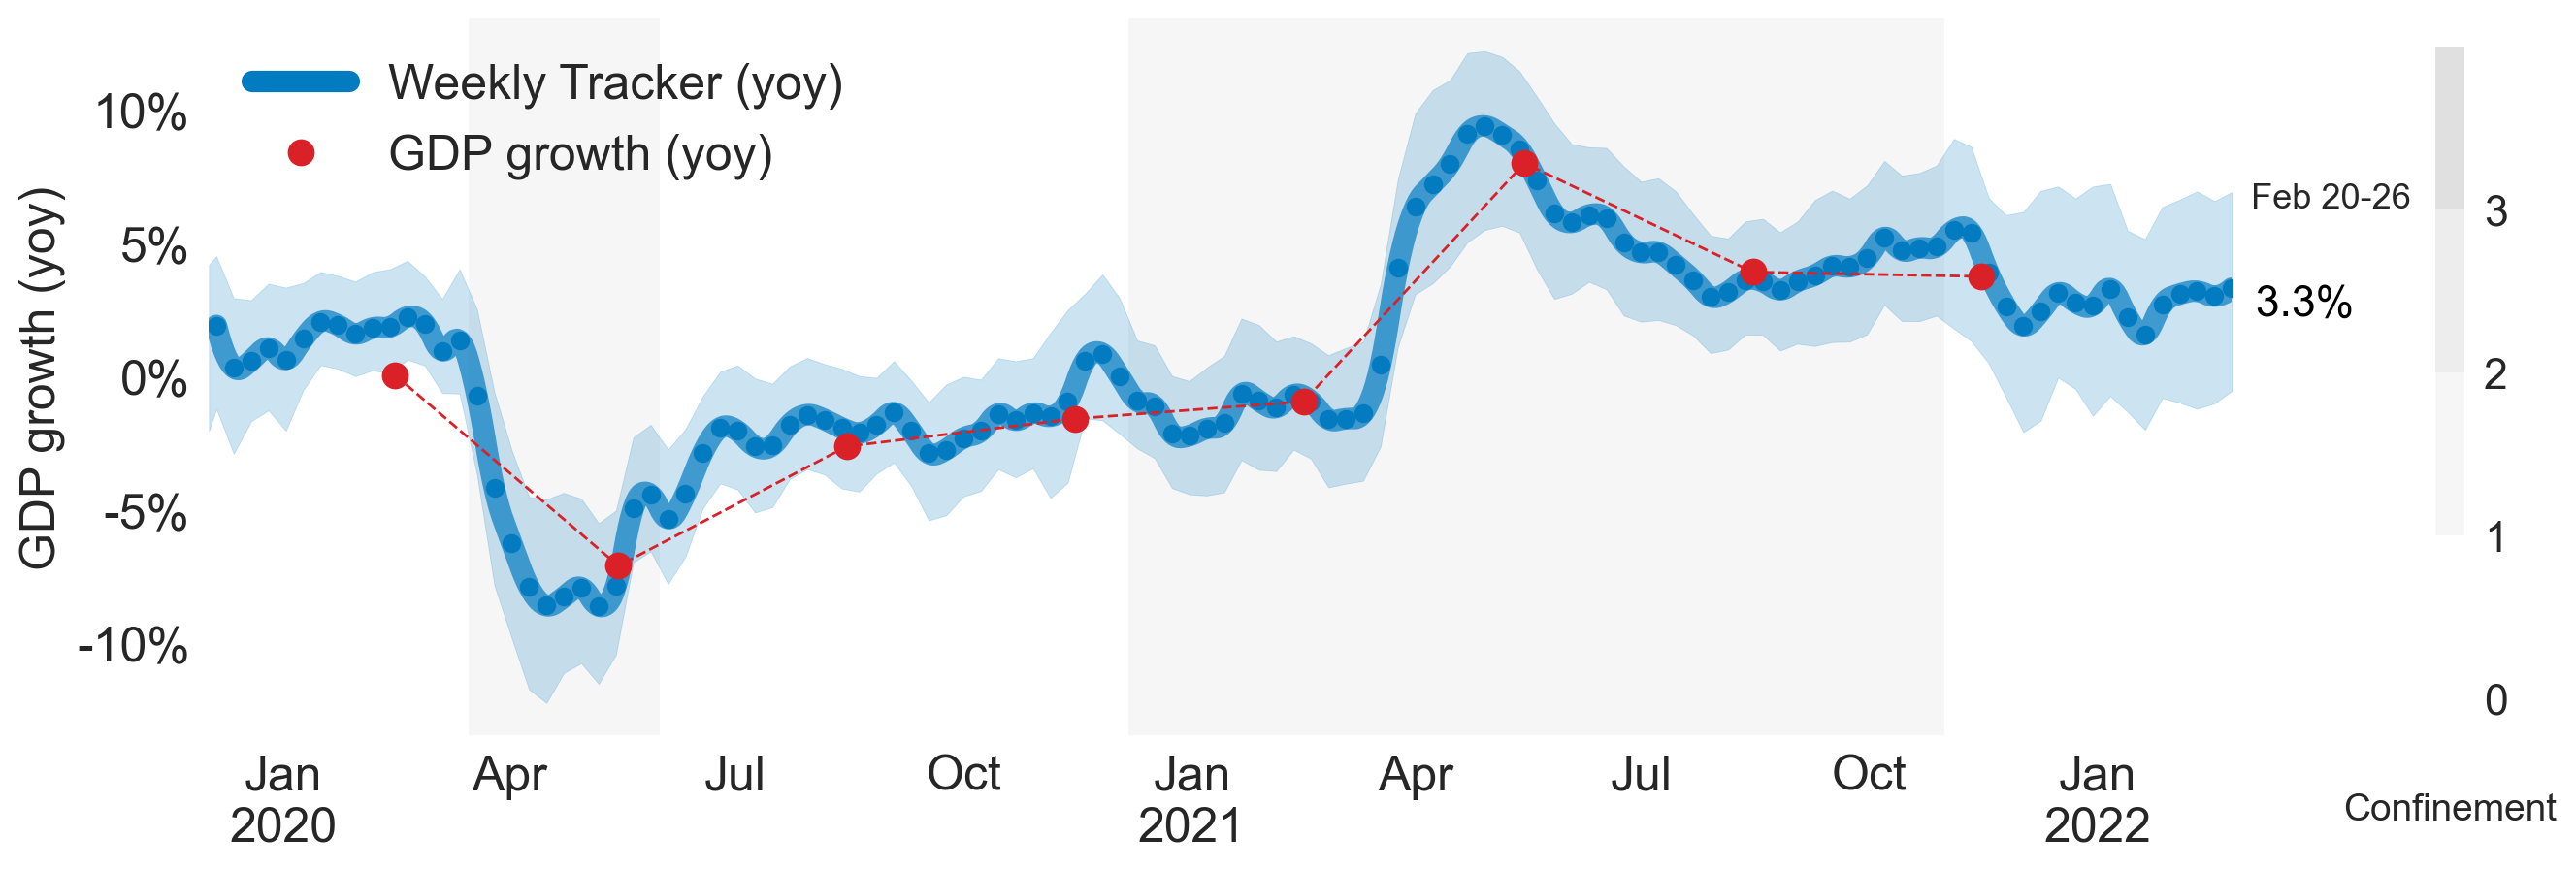 Weekly Tracker (yoy)
GDP growth (yoy)
GDP growth (yoy)
10%
5%
0%
-5%
-10%
Jan
2020
Apr
Jul
Oct
Jan
2021
Apr
Jul
Oct
Jan
2022
Feb 20-26
3.3%
3
2
1
0
Confinement